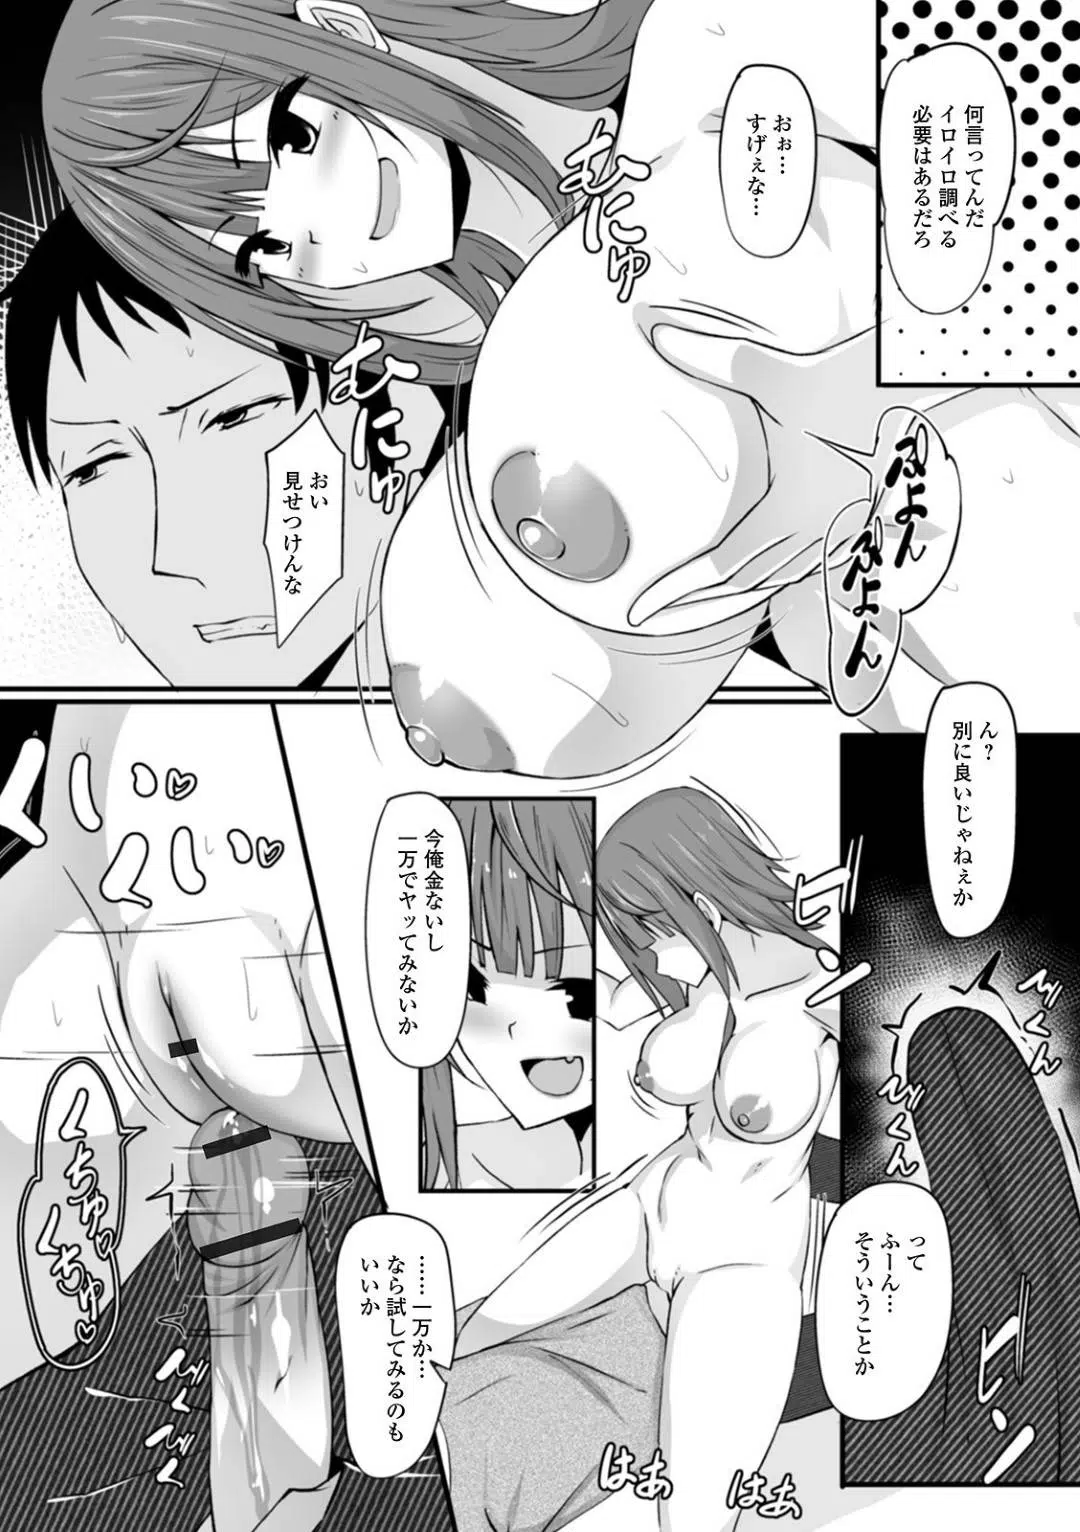 何言ってんだ
イロイロ調べる
必要はあるだろ
おぉ…
すげぇな…
むにゅ
むにゅ
おい
見せつけんな
ぷよん
ぷよん
ん？
別に良いじゃねぇか
むくん
むくん
って
ふーん…
そういうことか
ビン
ビン
今俺金ないし
一万でヤッてみないか
……一万か…
なら試してみるのも
いいか
はあ
はあ
ぐいっ♡
ぐいっ♡
くちゅ♡
くちゅ♡